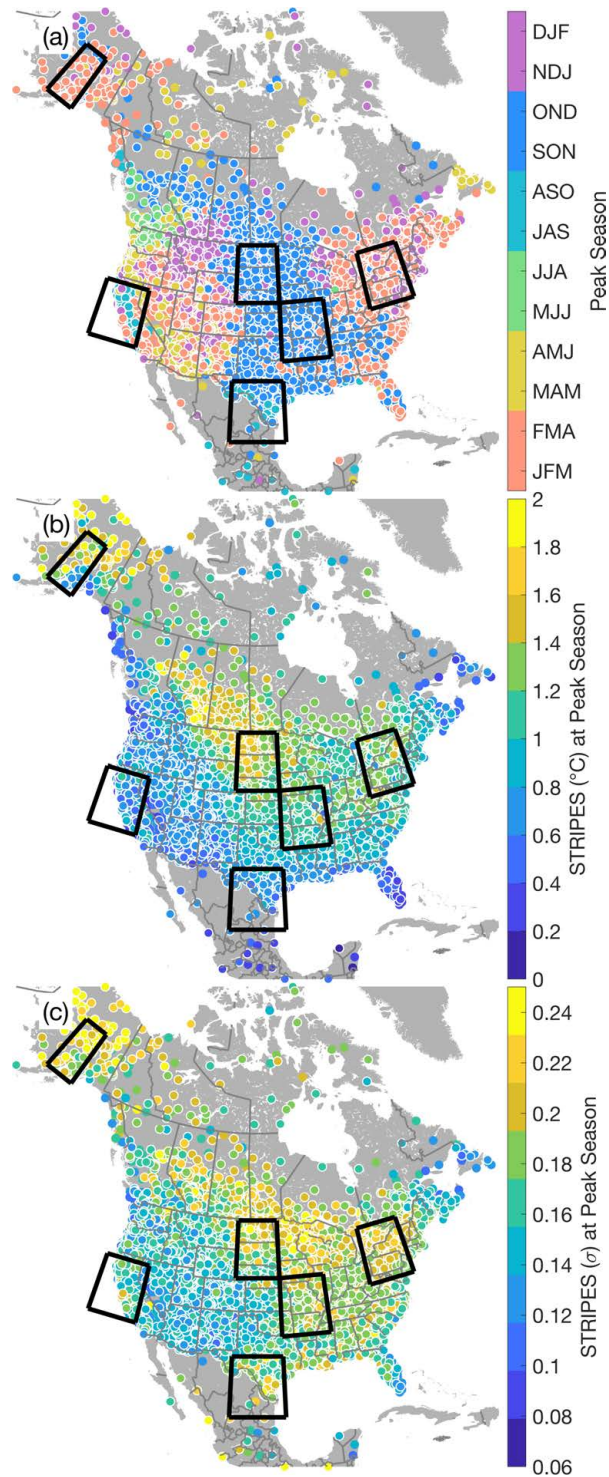 (a)
DJF
NDJ
OND
SON
ASO
JAS
JJA
MJJ
AMJ
MAM
FMA
JFM
Peak Season
(b)
2
1.8
1.6
1.4
1.2
1
0.8
0.6
0.4
0.2
0
STRIPES (°C) at Peak Season
(c)
0.24
0.22
0.2
0.18
0.16
0.14
0.12
0.1
0.08
0.06
STRIPES (σ) at Peak Season